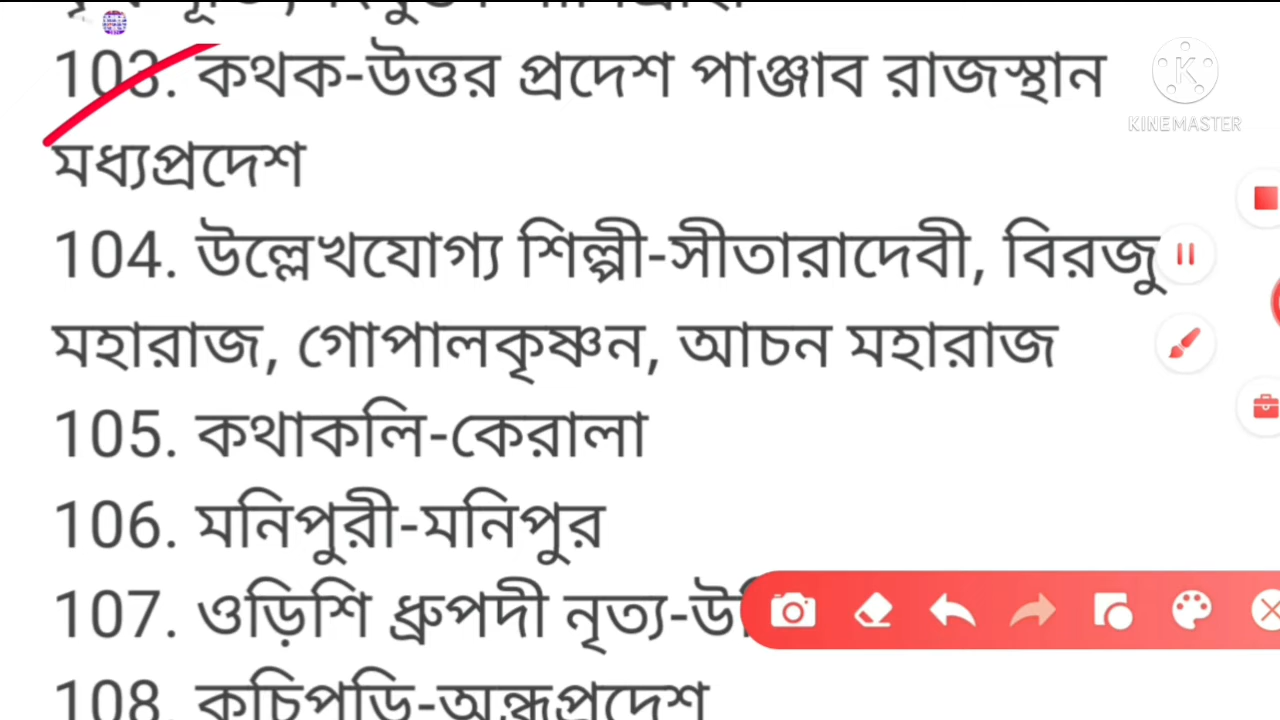 103. কথক-উত্তর প্রদেশ পাঞ্জাব রাজস্থান
KINEMASTER
মধ্যপ্রদেশ
104. উল্লেখযোগ্য শিল্পী-সীতারাদেবী, বিরজু
মহারাজ, গোপালকৃষ্ণন, আচন মহারাজ
105. কথাকলি-কেরালা
106. মনিপুরী-মনিপুর
107. ওড়িশি ধ্রুপদী নৃত্য-
108. কুচিপুড়ি-অন্ধ্রপ্রদেশ